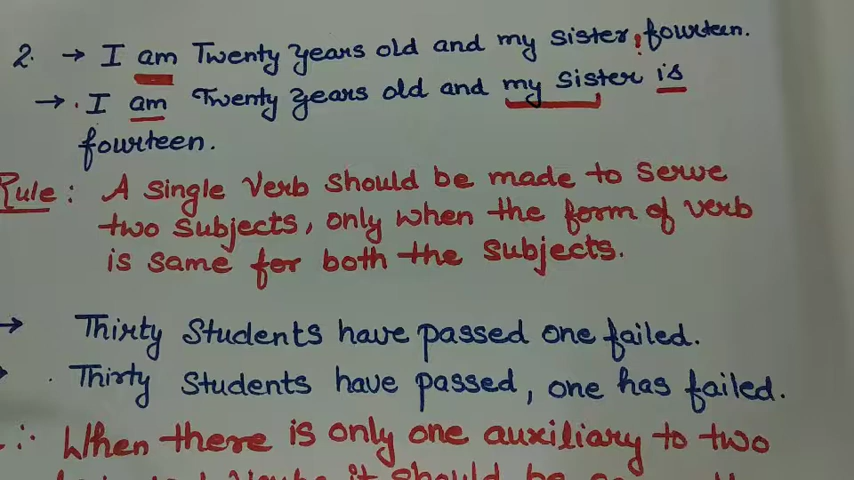 2. → I am Twenty years old and my sister, fourteen.
→ . I am Twenty years old and my sister is
fourteen.
Rule: A single verb should be made to serve
two subjects, only when the form of verb
is same for both the subjects.
→ Thirty Students have passed one failed.
. Thirty Students have passed, one has failed.
∴ When there is only one auxiliary to two
it should be